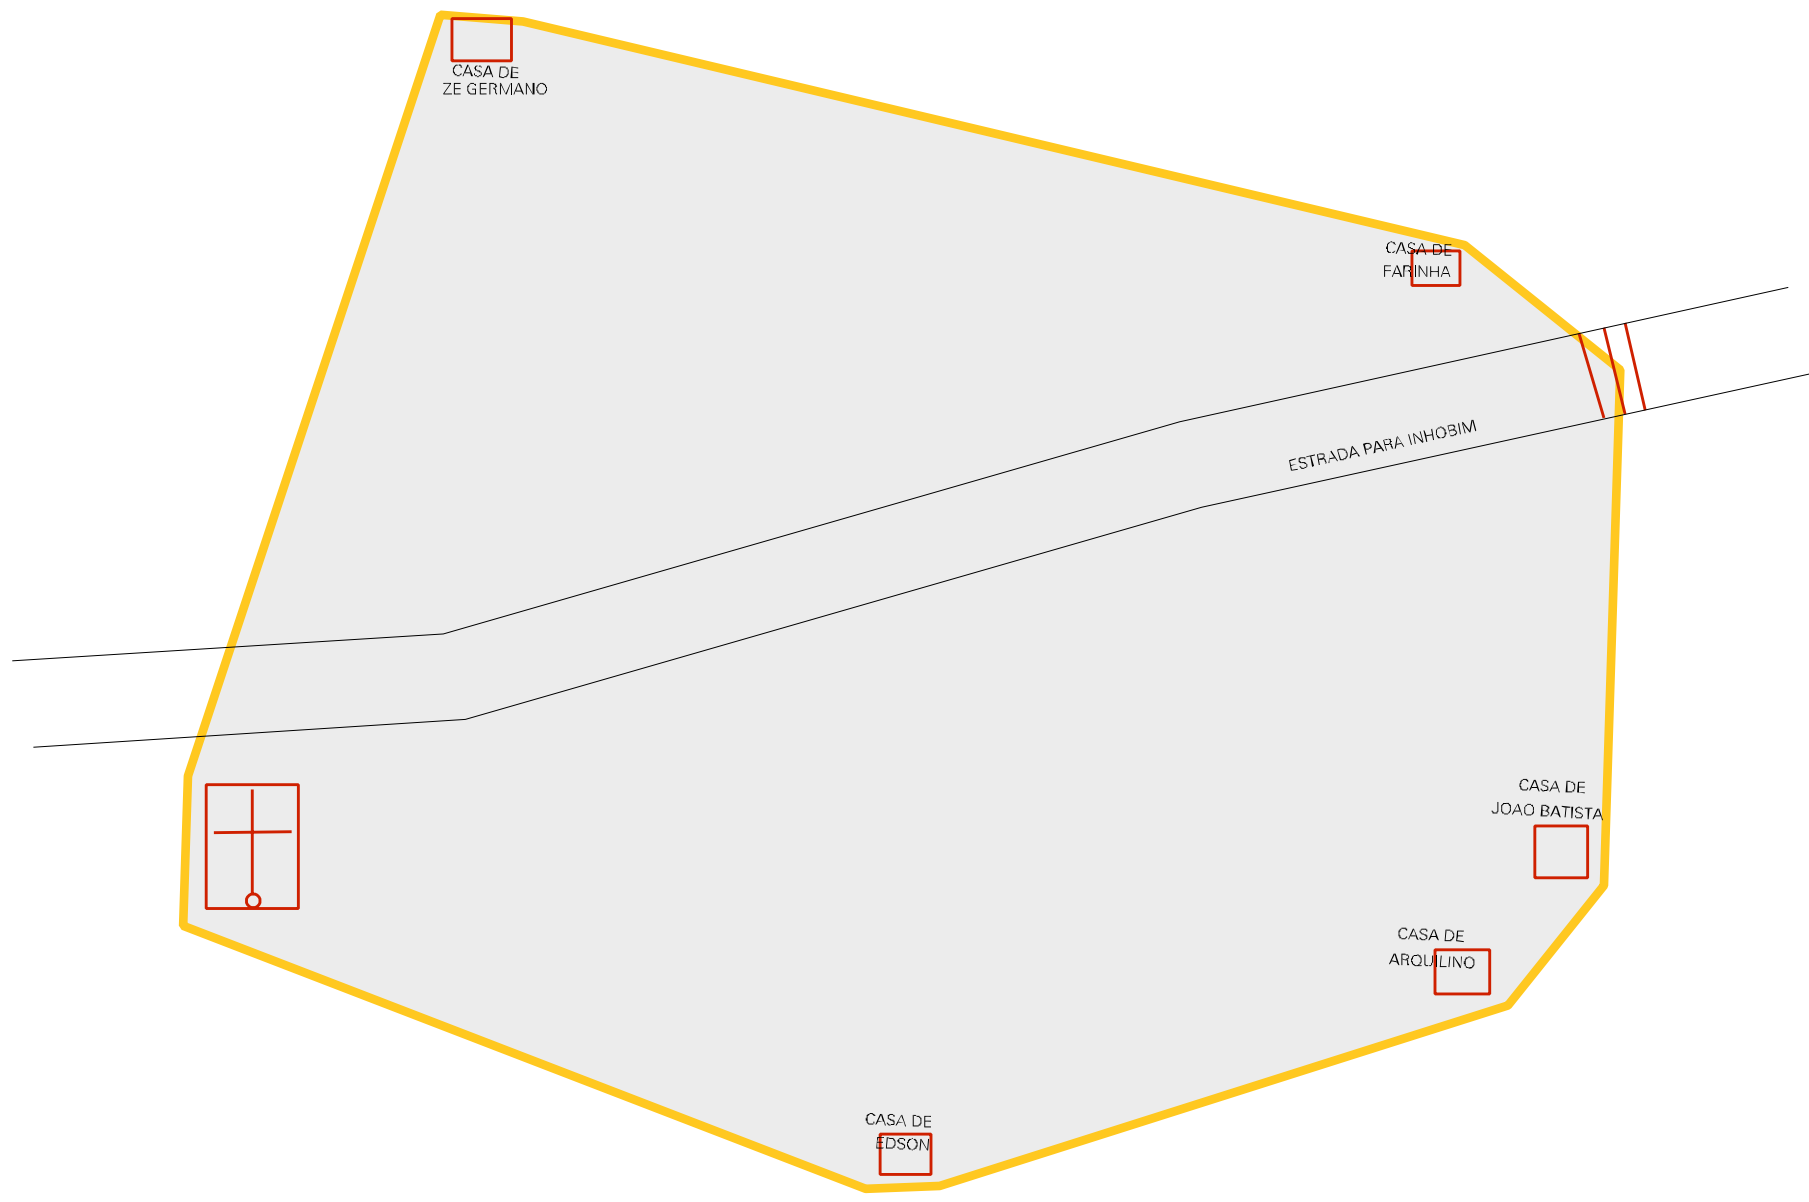 CASA DE
ZE GERMANO
CASA DE
FARINHA
ESTRADA PARA INHOBIM
CASA DE
JOAO BATISTA
CASA DE
ARQUILINO
CASA DE
EDSON